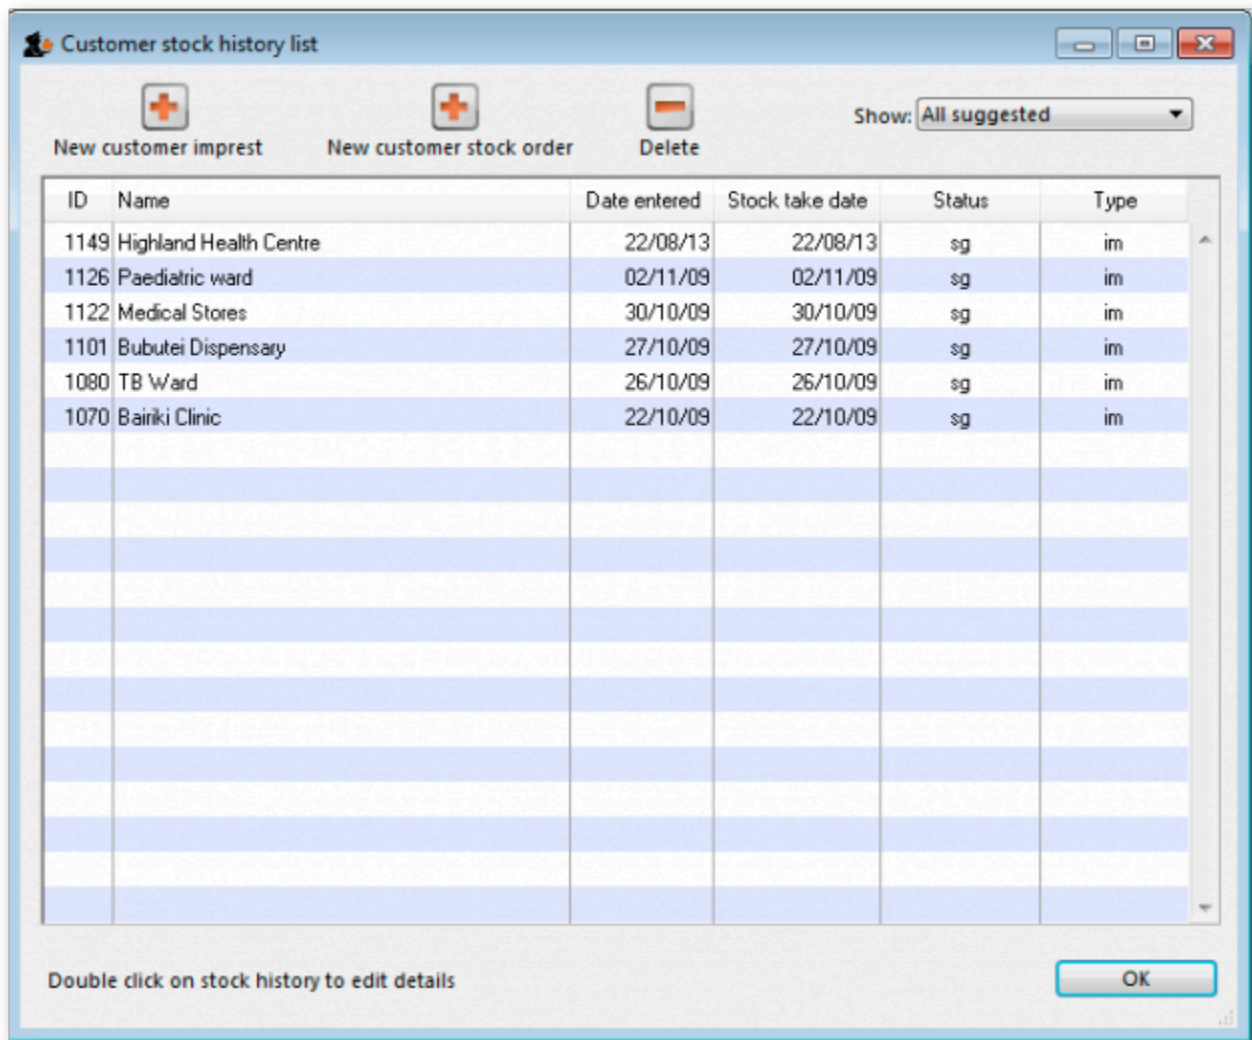 Customer stock history list
New customer imprest New customer stock order Delete Show: All suggested
ID Name Date entered Stock take date Status Type
1149 Highland Health Centre 22/08/13 22/08/13 sg im
1126 Paediatric ward 02/11/09 02/11/09 sg im
1122 Medical Stores 30/10/09 30/10/09 sg im
1101 Bubutei Dispensary 27/10/09 27/10/09 sg im
1080 TB Ward 26/10/09 26/10/09 sg im
1070 Bairiki Clinic 22/10/09 22/10/09 sg im
Double click on stock history to edit details OK